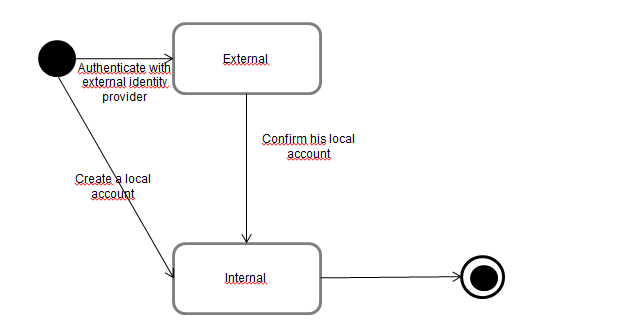 External
Authenticate with
external identity
provider
Confirm his local
account
Create a local
account
Internal